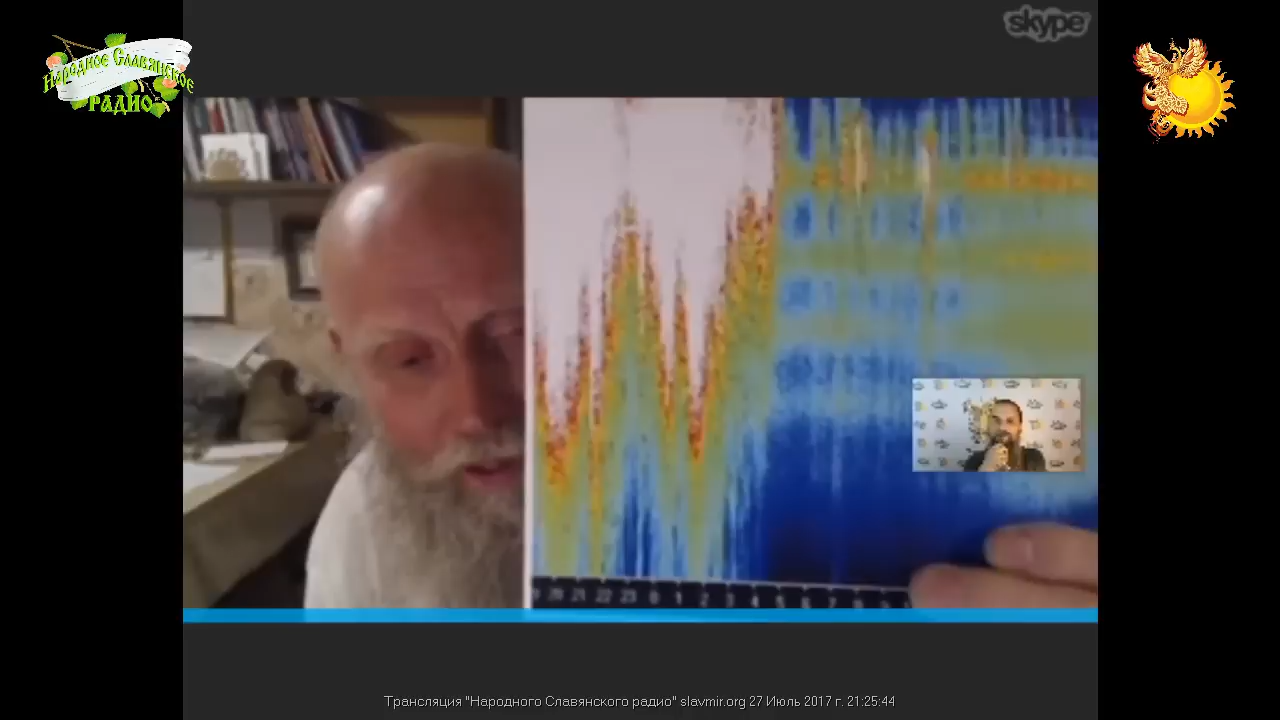 skype
Народное Славянское
РАДИО
20 21 22 23 0 1 2 3 4 5 6 7 8
Трансляция "Народного Славянского радио" slavmir.org 27 Июль 2017 г. 21:25:44